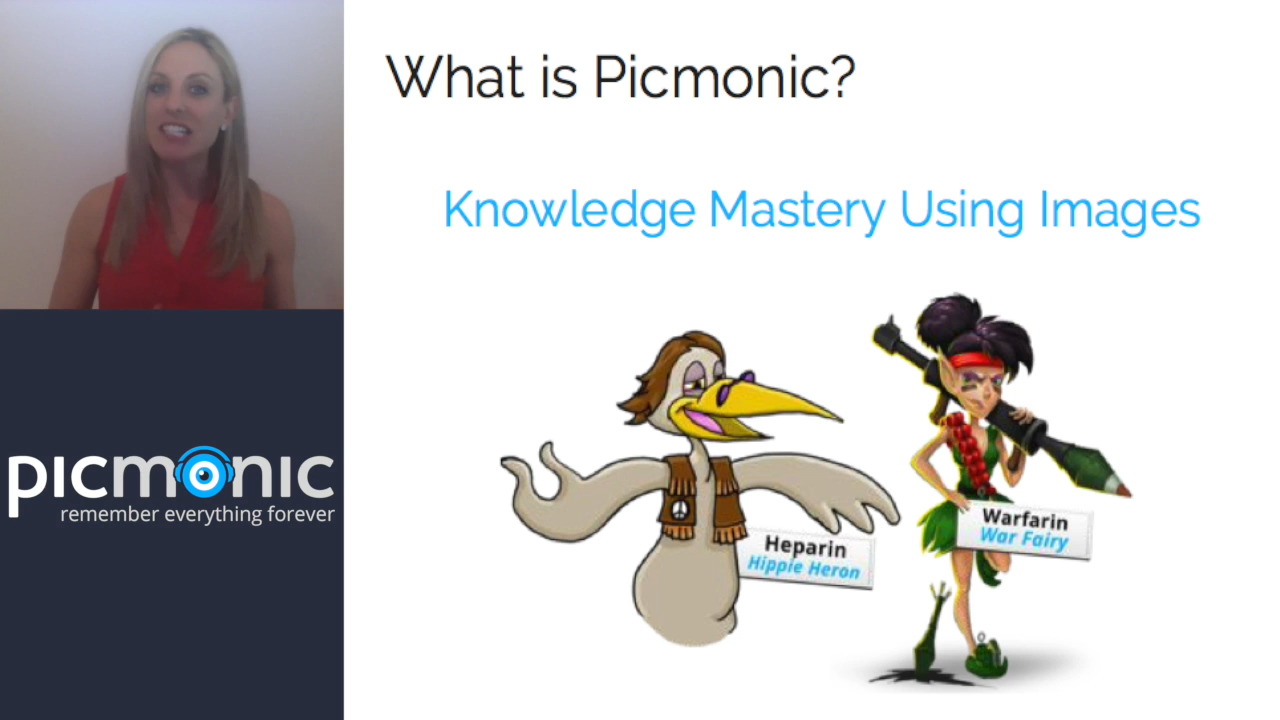 What is Picmonic?
Knowledge Mastery Using Images
Heparin
Hippie Heron
Warfarin
War Fairy
picmonic
remember everything forever